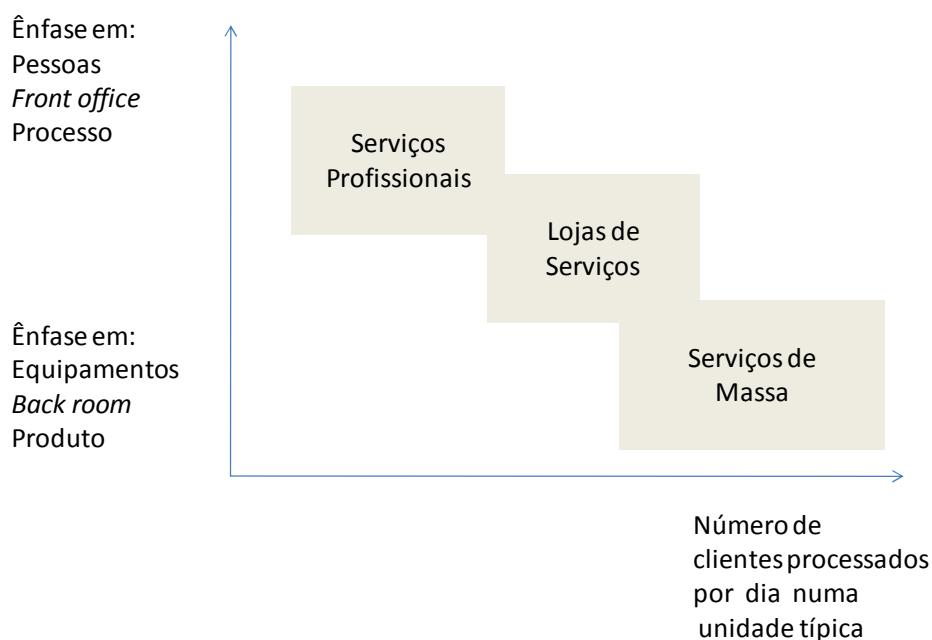 Ênfase em:
Pessoas
Front office
Processo
Serviços
Profissionais
Lojas de
Serviços
Ênfase em:
Equipamentos
Back room
Produto
Serviços de
Massa
Número de
clientes processados
por dia numa
unidade típica